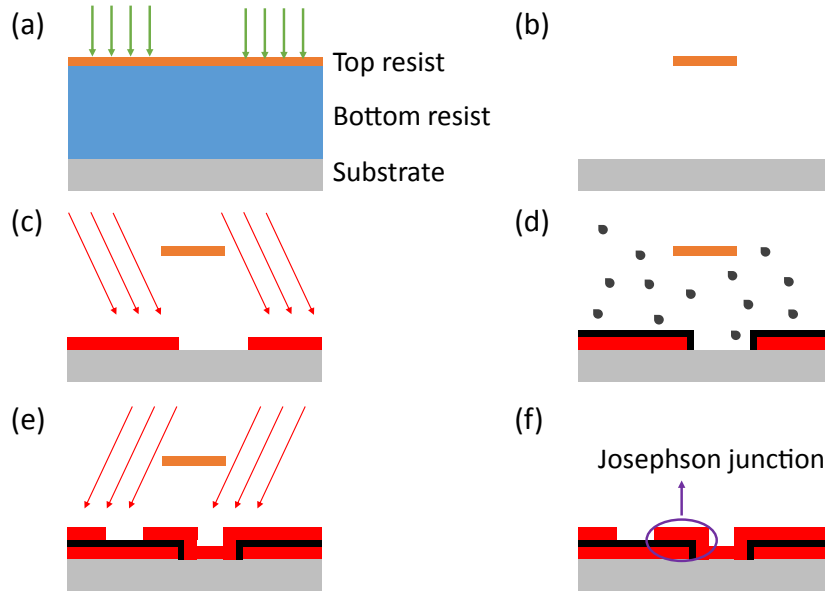 (a)
Top resist
Bottom resist
Substrate
(b)
(c)
(d)
(e)
(f)
Josephson junction